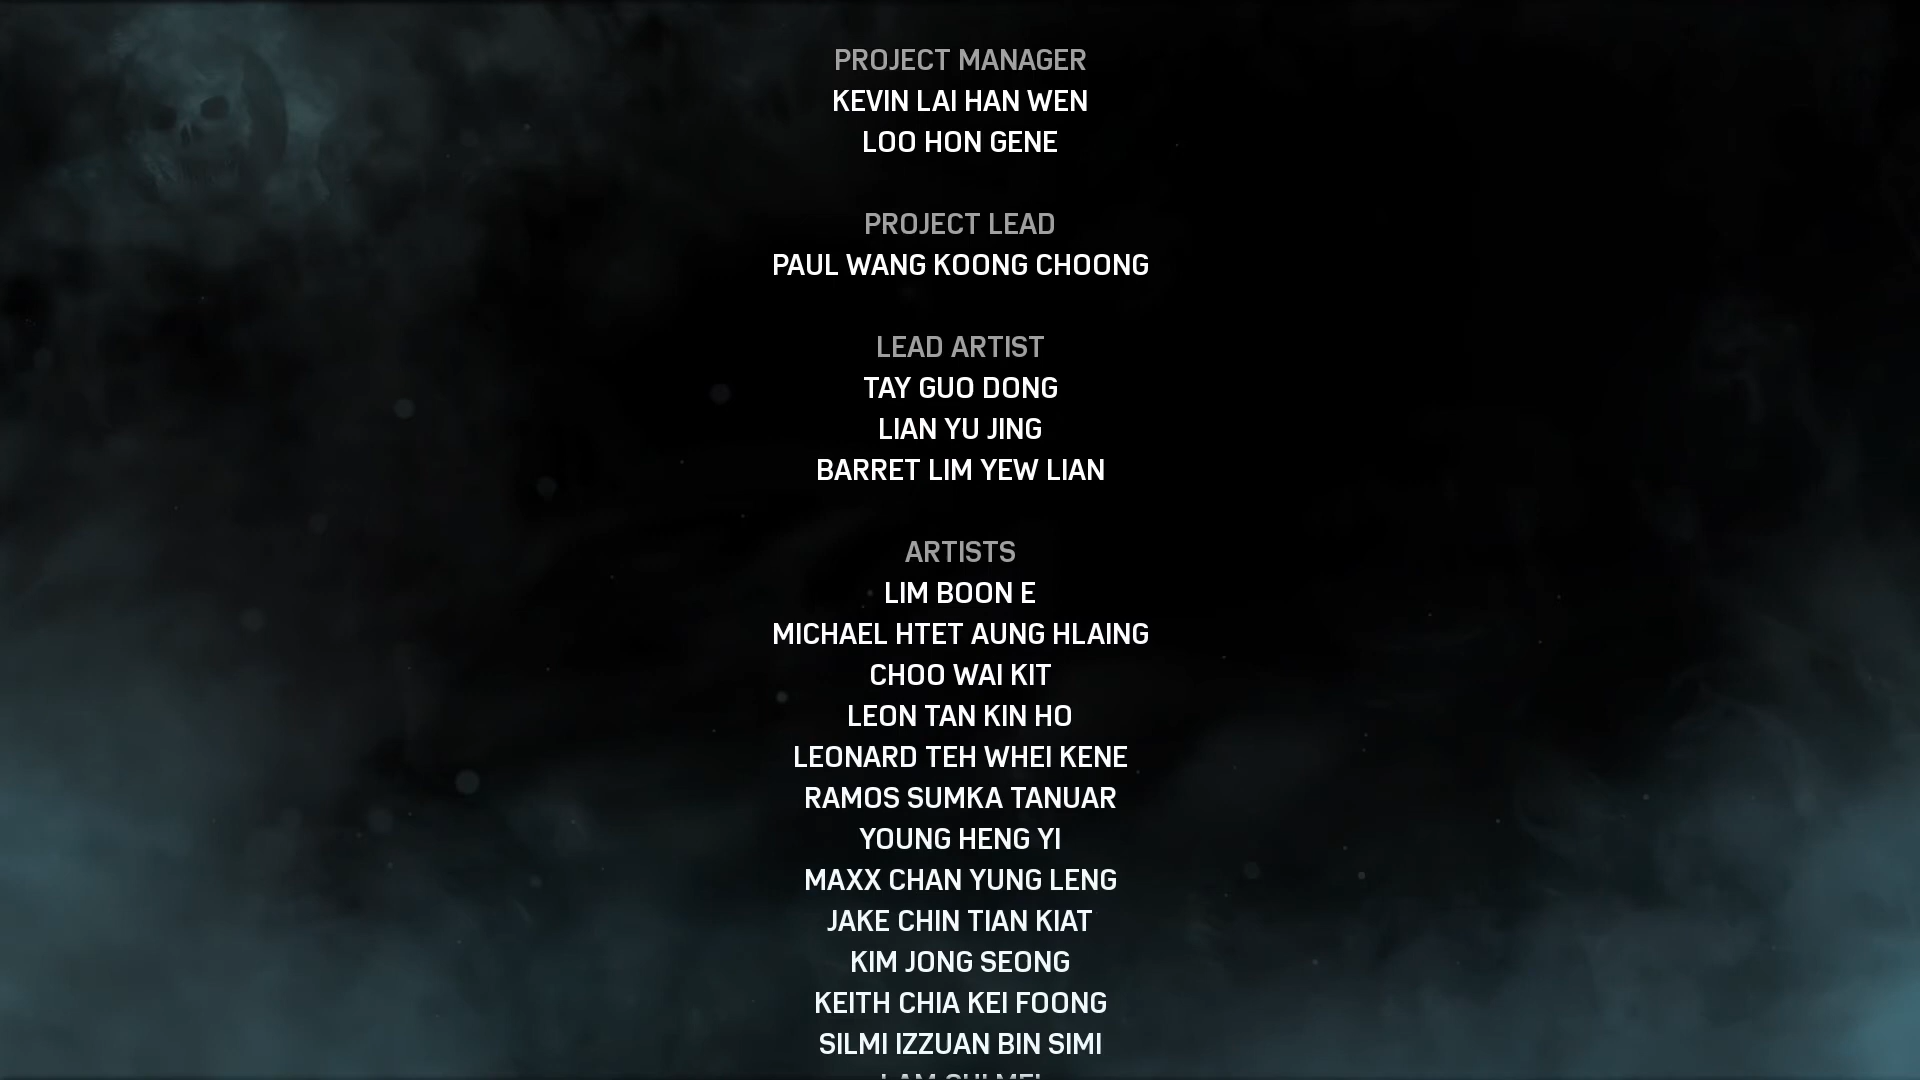 PROJECT MANAGER
KEVIN LAI HAN WEN
LOO HON GENE
PROJECT LEAD
PAUL WANG KOONG CHOONG
LEAD ARTIST
TAY GUO DONG
LIAN YU JING
BARRET LIM YEW LIAN
ARTISTS
LIM BOON E
MICHAEL HTET AUNG HLAING
CHOO WAI KIT
LEON TAN KIN HO
LEONARD TEH WHEI KENE
RAMOS SUMKA TANUAR
YOUNG HENG YI
MAXX CHAN YUNG LENG
JAKE CHIN TIAN KIAT
KIM JONG SEONG
KEITH CHIA KEI FOONG
SILMI IZZUAN BIN SIMI